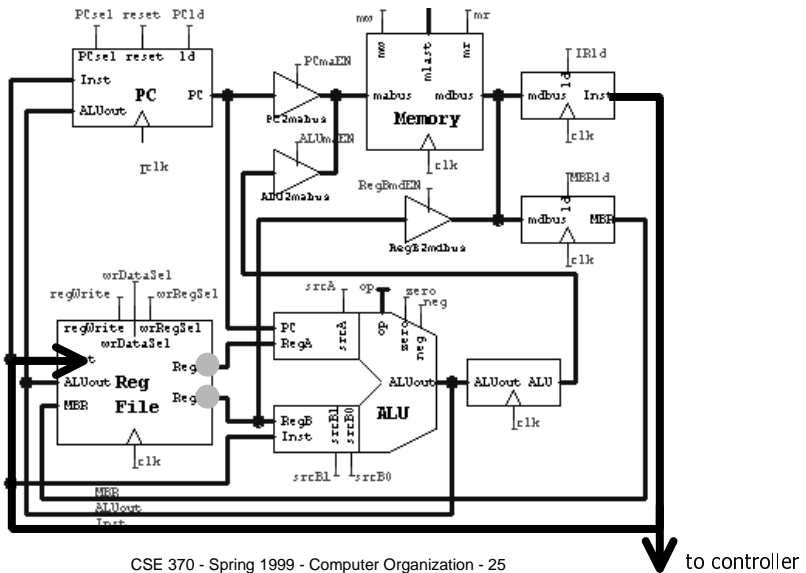 PCsel reset PCld
mw mr
PCsel reset ld
PCmaEN
mw mlast mr
IRld
Inst
PC
PC
mabus mdbus
mdbus ld Inst
ALUout
PC2mabus
Memory
rclk
ALUmaEN
clk
clk
ALU2mabus
RegBmdEN
MBRld
mdbus ld MBR
RegB2mdbus
clk
wrDataSel
regWrite wrRegSel
srcA op zero neg
regWrite wrRegSel
wrDataSel
PC
srcA op zero neg
RegA
t
Reg
ALUout Reg
ALUout
ALUout ALU
MBR File
Reg
ALU
RegB
srcB1 srcB0
Inst
clk
clk
srcB1 srcB0
MBR
ALUout
Inst
CSE 370 - Spring 1999 - Computer Organization - 25
to controller